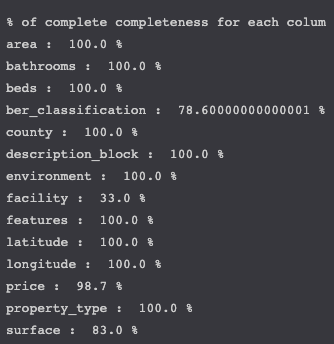 % of complete completeness for each colum
area :  100.0 %
bathrooms :  100.0 %
beds :  100.0 %
ber_classification :  78.60000000000001 %
county :  100.0 %
description_block :  100.0 %
environment :  100.0 %
facility :  33.0 %
features :  100.0 %
latitude :  100.0 %
longitude :  100.0 %
price :  98.7 %
property_type :  100.0 %
surface :  83.0 %